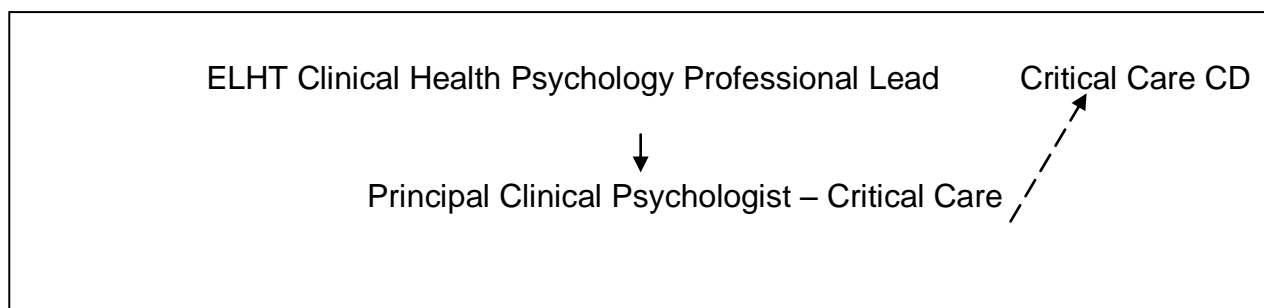 ELHT Clinical Health Psychology Professional Lead Critical Care CD
Principal Clinical Psychologist – Critical Care